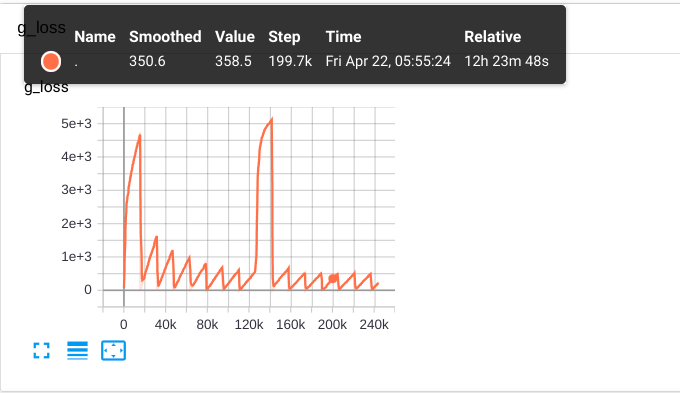 g_loss
Name Smoothed Value Step Time Relative
. 350.6 358.5 199.7k Fri Apr 22, 05:55:24 12h 23m 48s
g_loss
5e+3
4e+3
3e+3
2e+3
1e+3
0
0 40k 80k 120k 160k 200k 240k